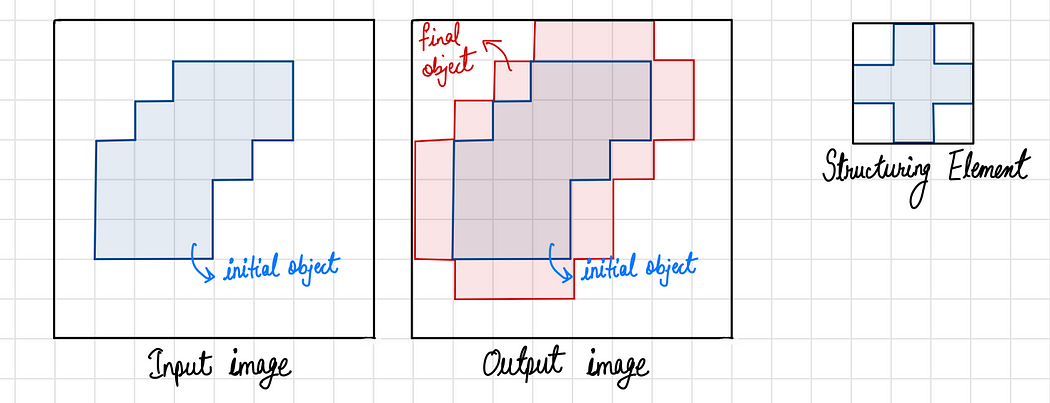 initial object
Input image
final
object
initial object
Output image
Structuring Element